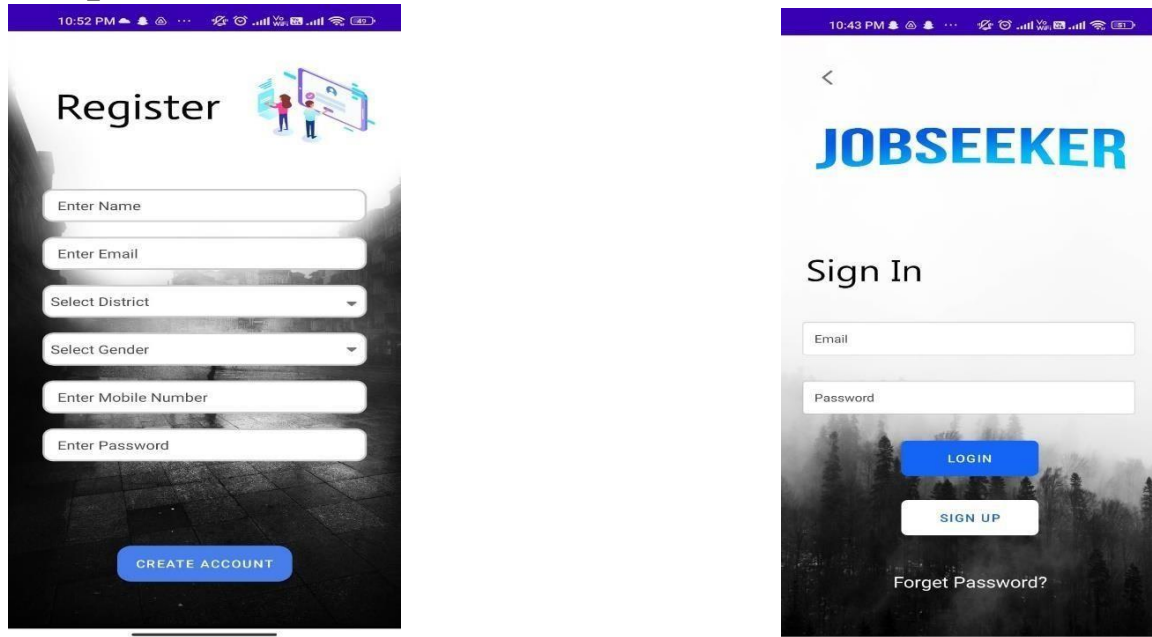 10:52 PM
Register
Enter Name
Enter Email
Select District
Select Gender
Enter Mobile Number
Enter Password
CREATE ACCOUNT
10:43 PM
JOBSEEKER
Sign In
Email
Password
LOGIN
SIGN UP
Forget Password?